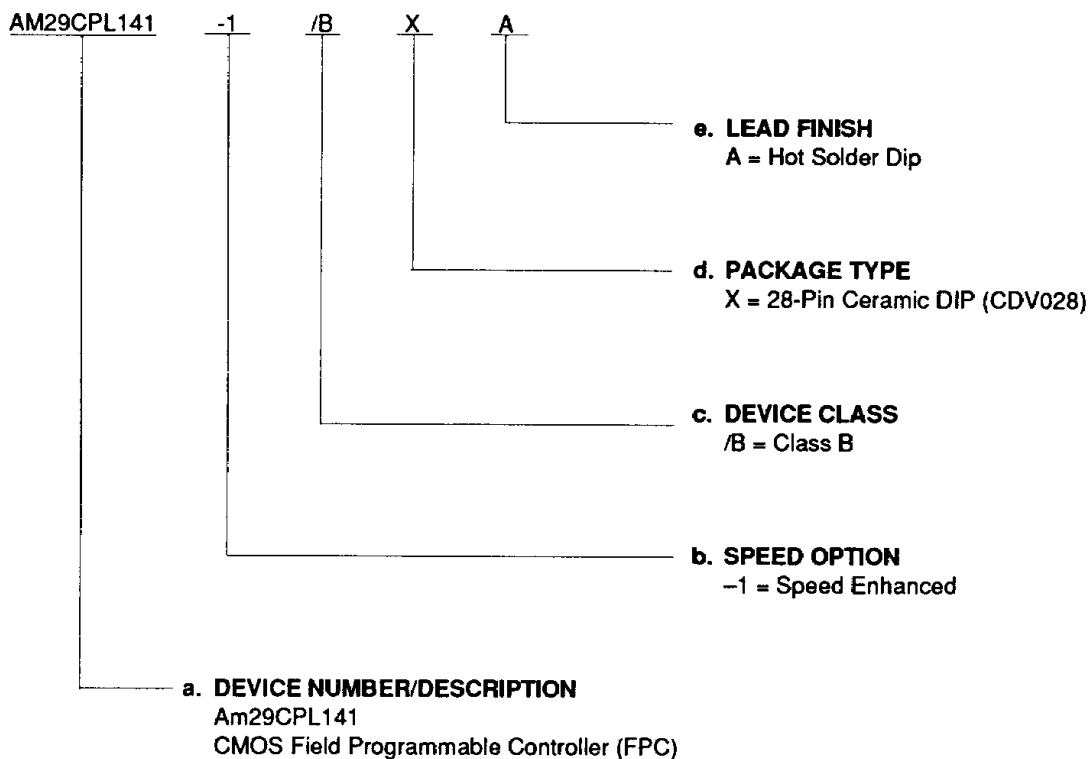 AM29CPL141 -1 /B X A
e. LEAD FINISH
A = Hot Solder Dip
d. PACKAGE TYPE
X = 28-Pin Ceramic DIP (CDV028)
c. DEVICE CLASS
/B = Class B
b. SPEED OPTION
–1 = Speed Enhanced
a. DEVICE NUMBER/DESCRIPTION
Am29CPL141
CMOS Field Programmable Controller (FPC)